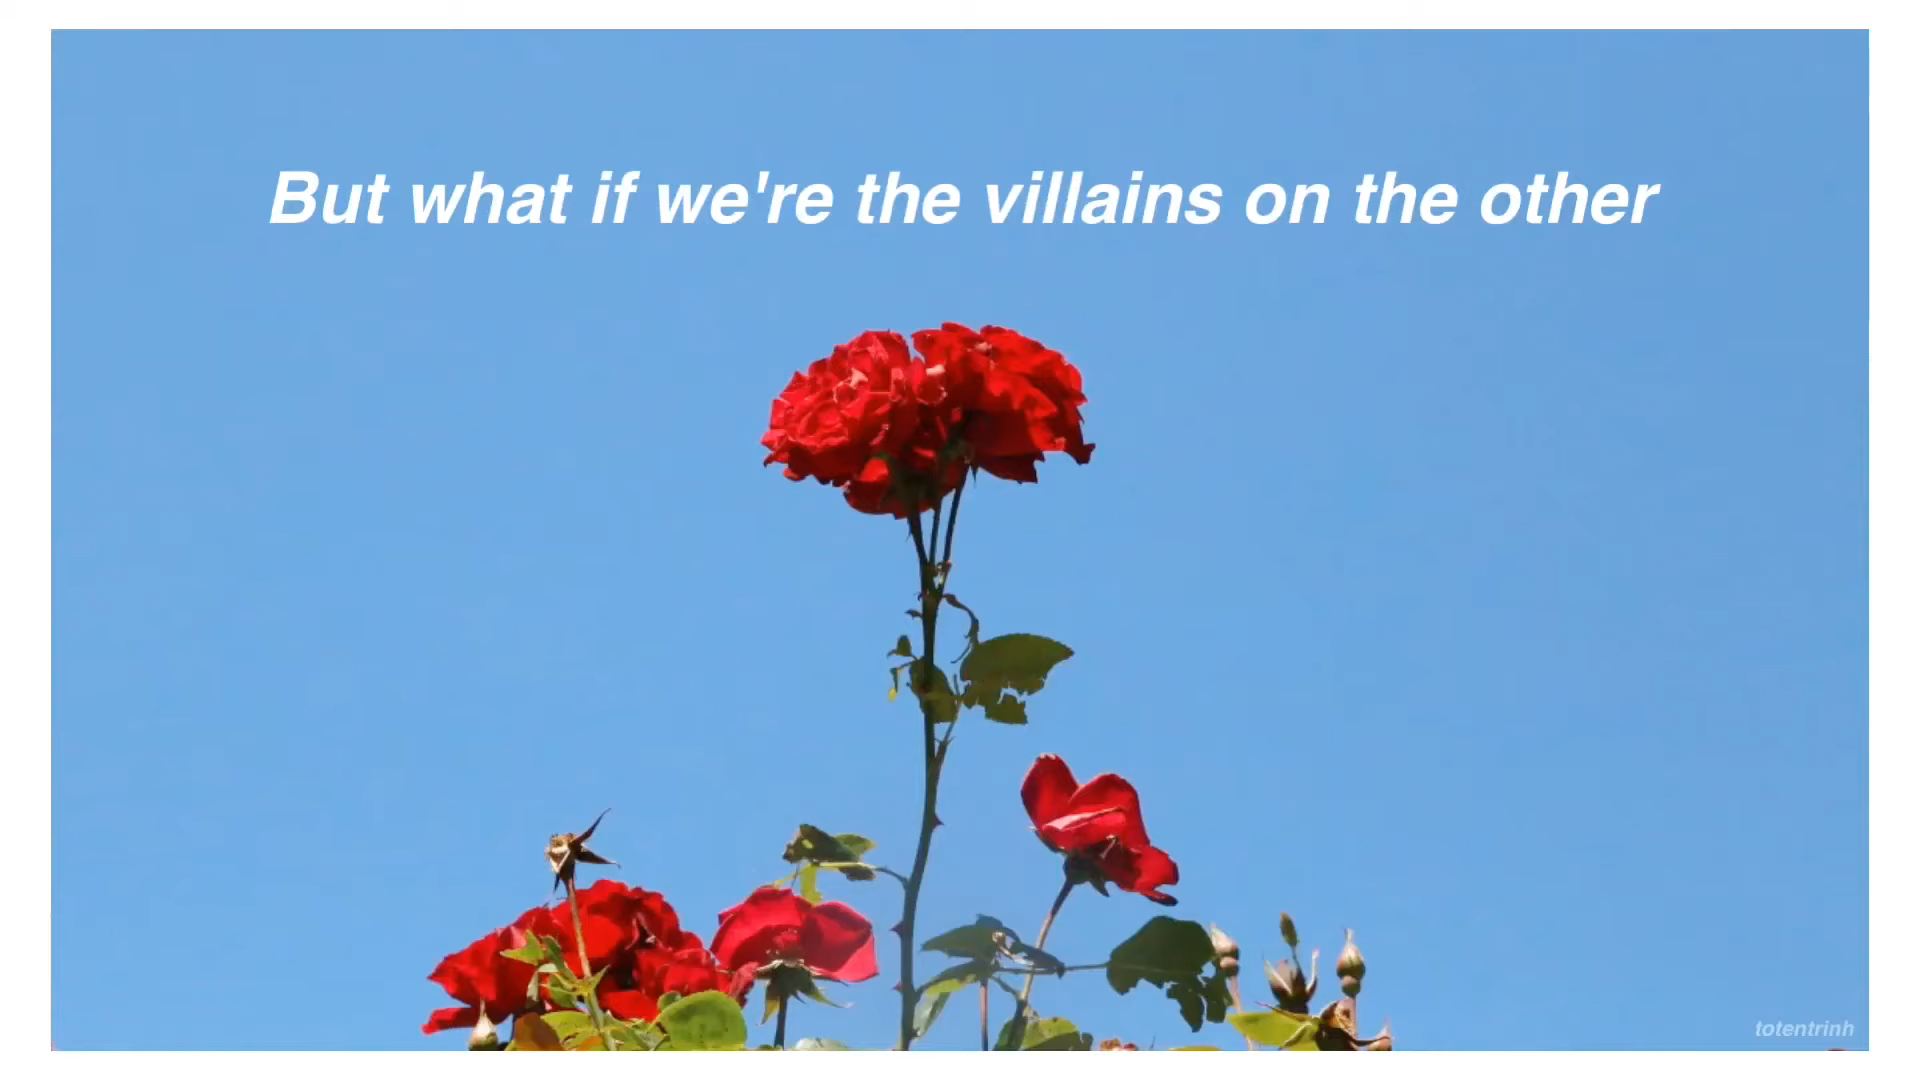 But what if we're the villains on the other
totentrinh